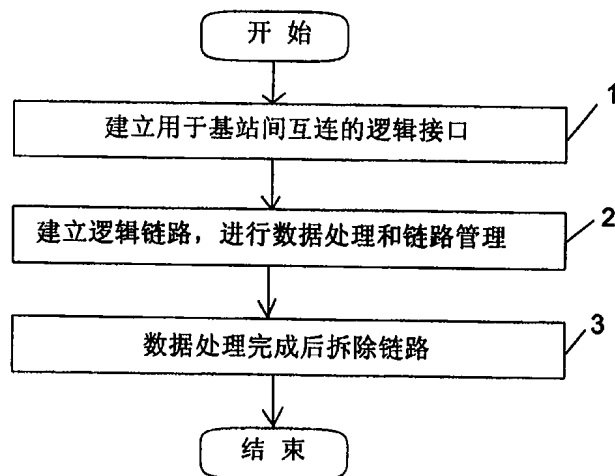 开 始
建立用于基站间互连的逻辑接口
1
建立逻辑链路，进行数据处理和链路管理
2
数据处理完成后拆除链路
3
结 束